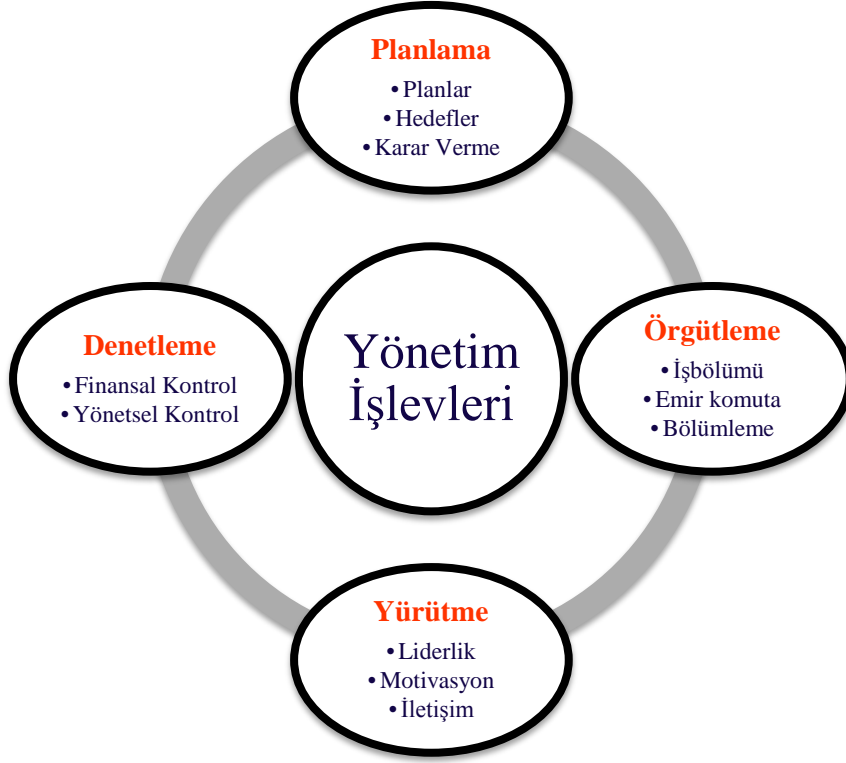 Planlama
• Planlar
• Hedefler
• Karar Verme
Denetleme
• Finansal Kontrol
• Yönetsel Kontrol
Yönetim
İşlevleri
Örgütleme
• İşbölümü
• Emir komuta
• Bölümleme
Yürütme
• Liderlik
• Motivasyon
• İletişim